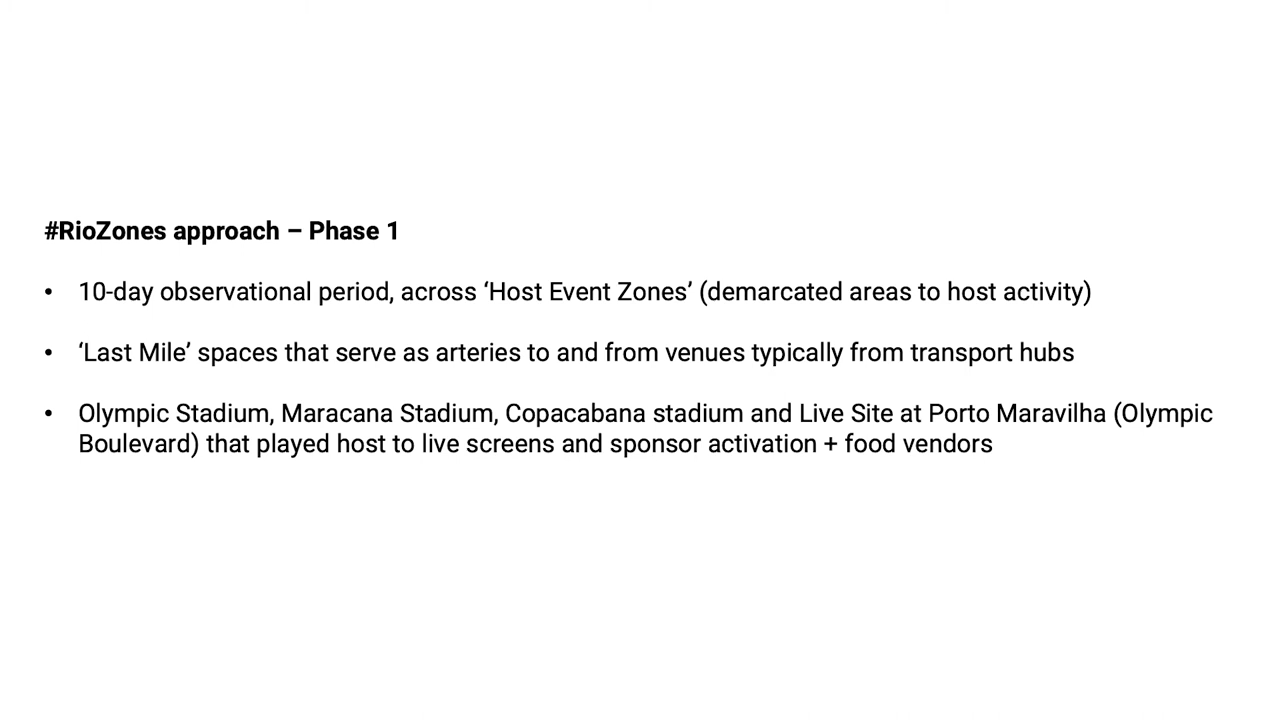 #RioZones approach – Phase 1
• 10-day observational period, across ‘Host Event Zones’ (demarcated areas to host activity)
• ‘Last Mile’ spaces that serve as arteries to and from venues typically from transport hubs
• Olympic Stadium, Maracana Stadium, Copacabana stadium and Live Site at Porto Maravilha (Olympic
Boulevard) that played host to live screens and sponsor activation + food vendors